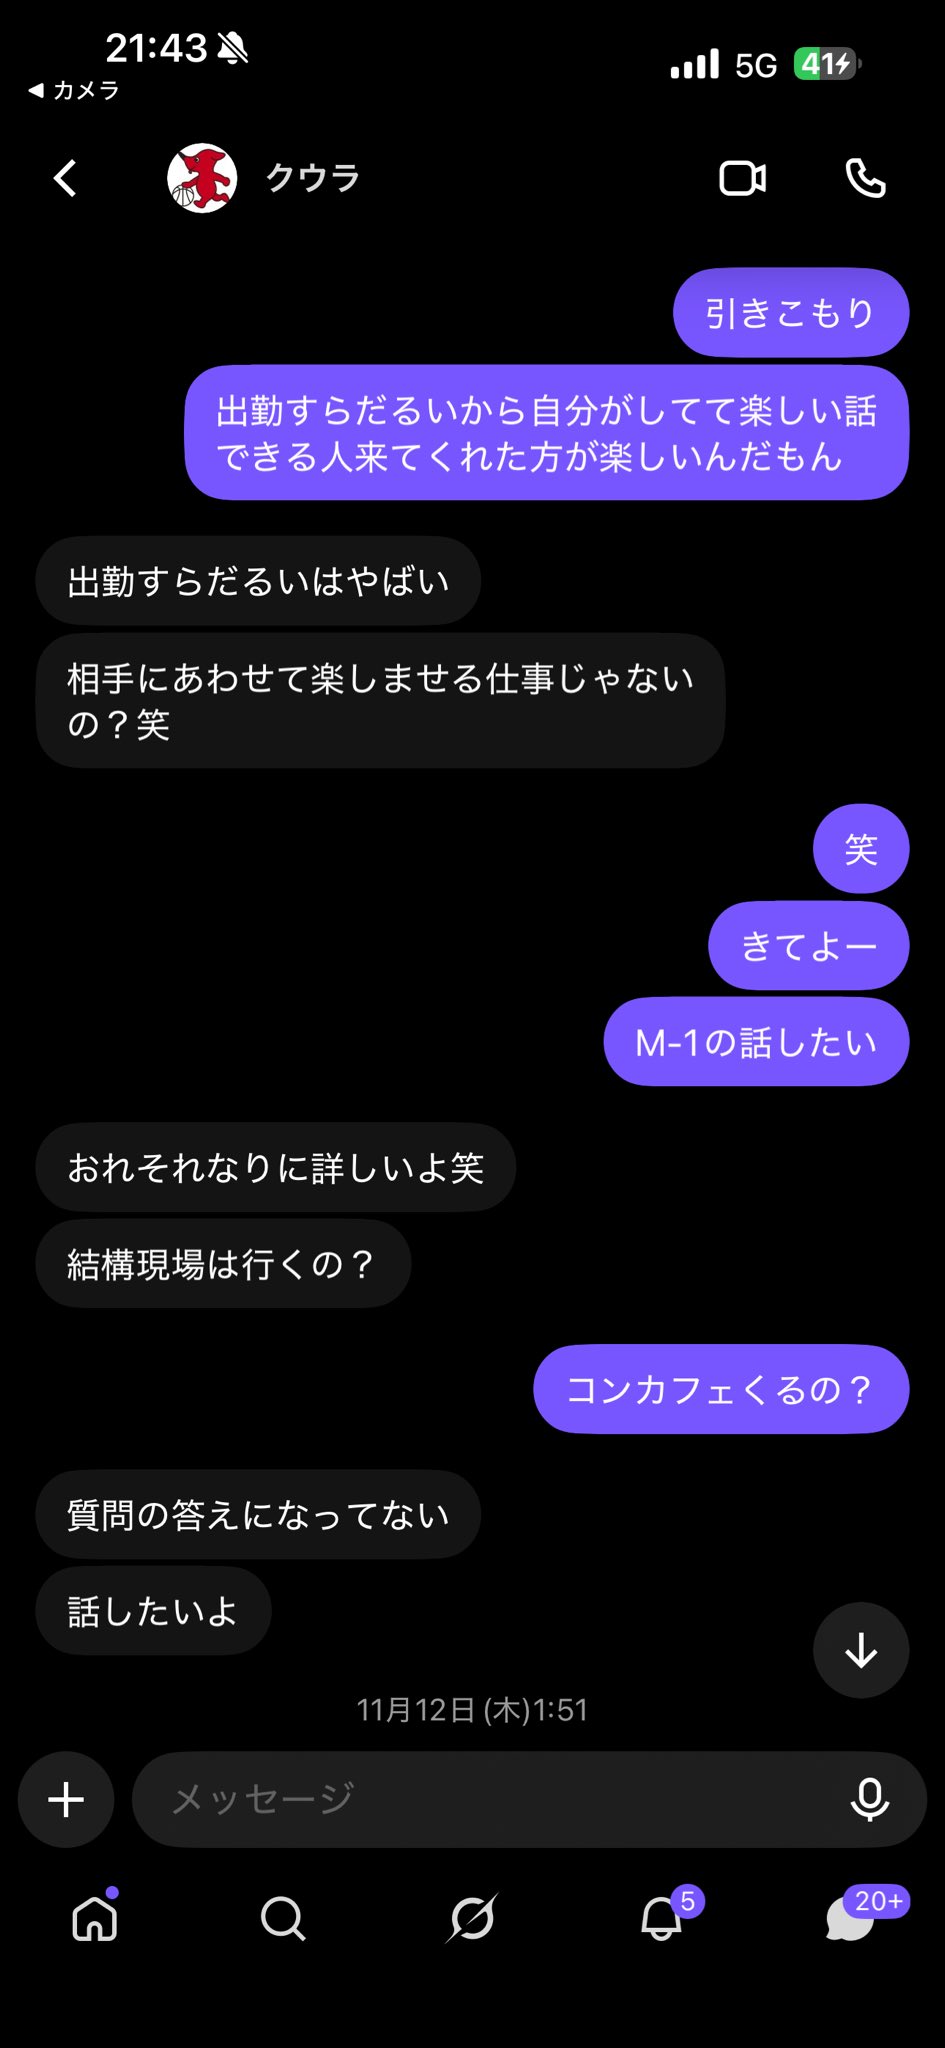 21:43
5G
41
カメラ
クウラ
引きこもり
出勤すらだるいから自分がしてて楽しい話
できる人来てくれた方が楽しいんだもん
出勤すらだるいはやばい
相手にあわせて楽しませる仕事じゃない
の？笑
笑
きてよー
M-1の話したい
おれそれなりに詳しいよ笑
結構現場は行くの？
コンカフェくるの？
質問の答えになってない
話したいよ
11月12日(木)1:51
メッセージ
5
20+